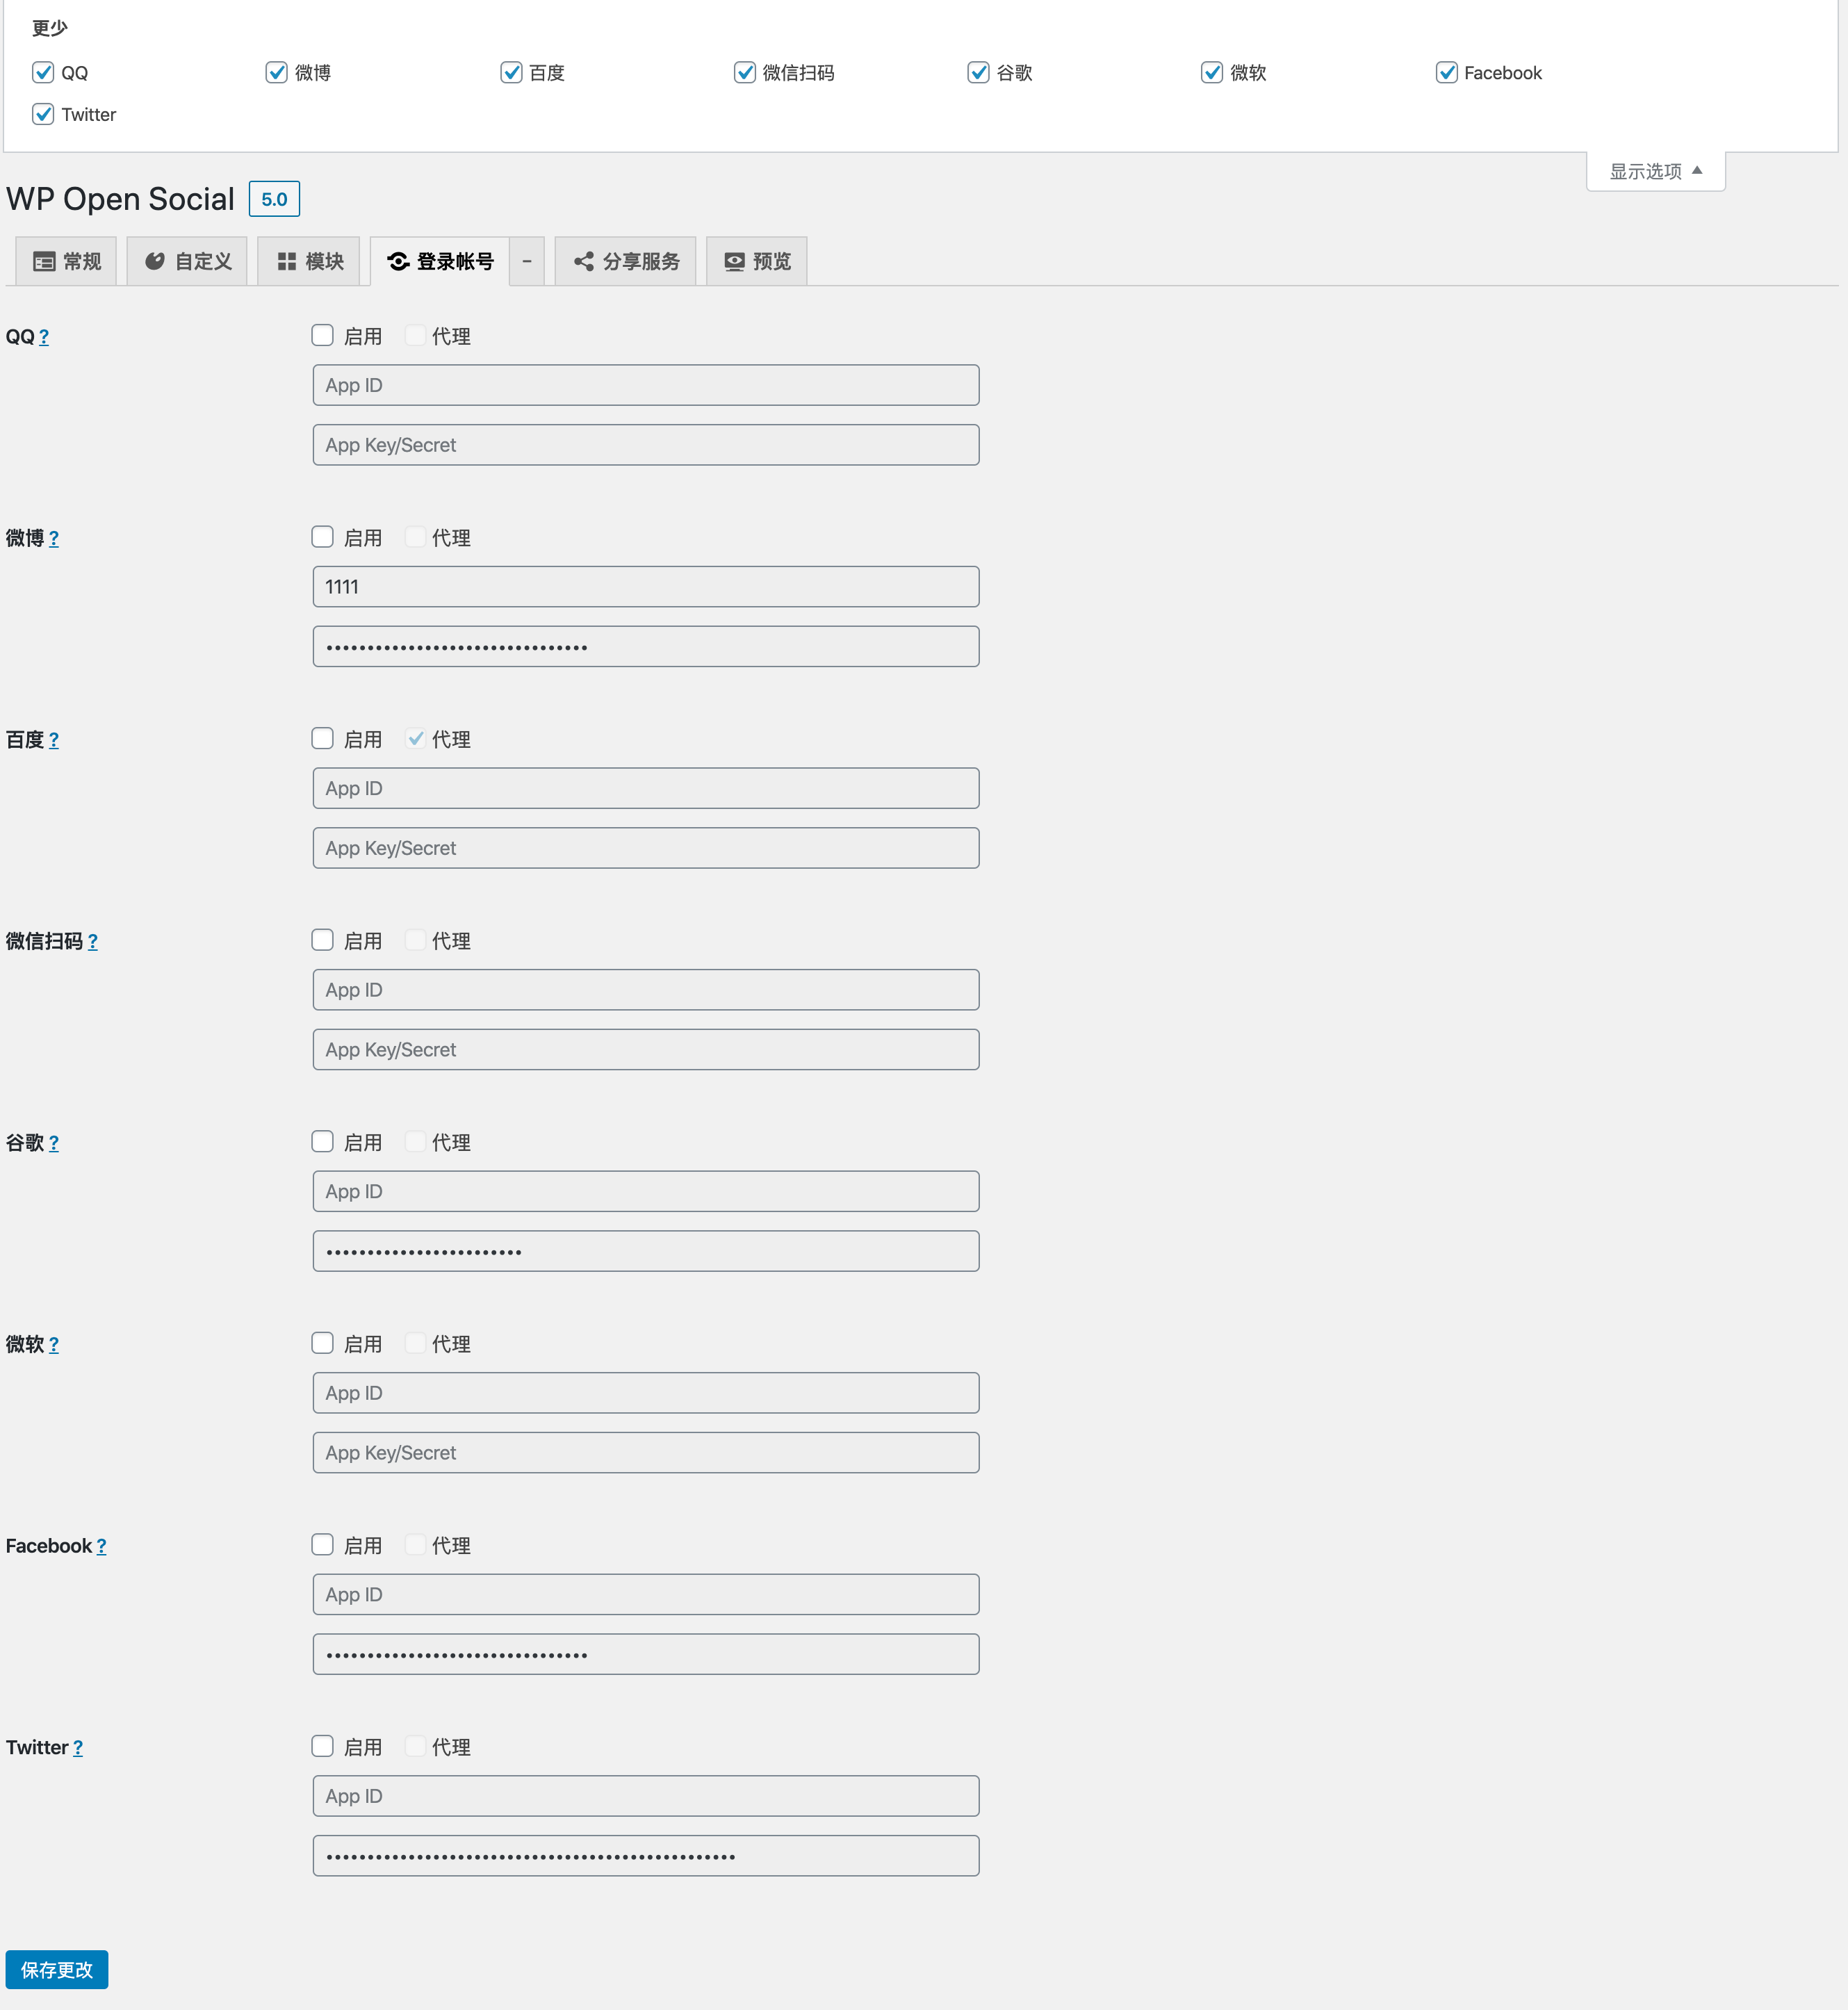 更少
QQ 微博 百度 微信扫码 谷歌 微软 Facebook
Twitter
显示选项
WP Open Social 5.0
常规 自定义 模块 登录帐号 – 分享服务 预览
QQ ? 启用 代理
App ID
App Key/Secret
微博 ? 启用 代理
1111
••••••••••••••••••••••••••••••••
百度 ? 启用 代理
App ID
App Key/Secret
微信扫码 ? 启用 代理
App ID
App Key/Secret
谷歌 ? 启用 代理
App ID
••••••••••••••••••••••••
微软 ? 启用 代理
App ID
App Key/Secret
Facebook ? 启用 代理
App ID
••••••••••••••••••••••••••••••••
Twitter ? 启用 代理
App ID
••••••••••••••••••••••••••••••••••••••••••••••••••
保存更改